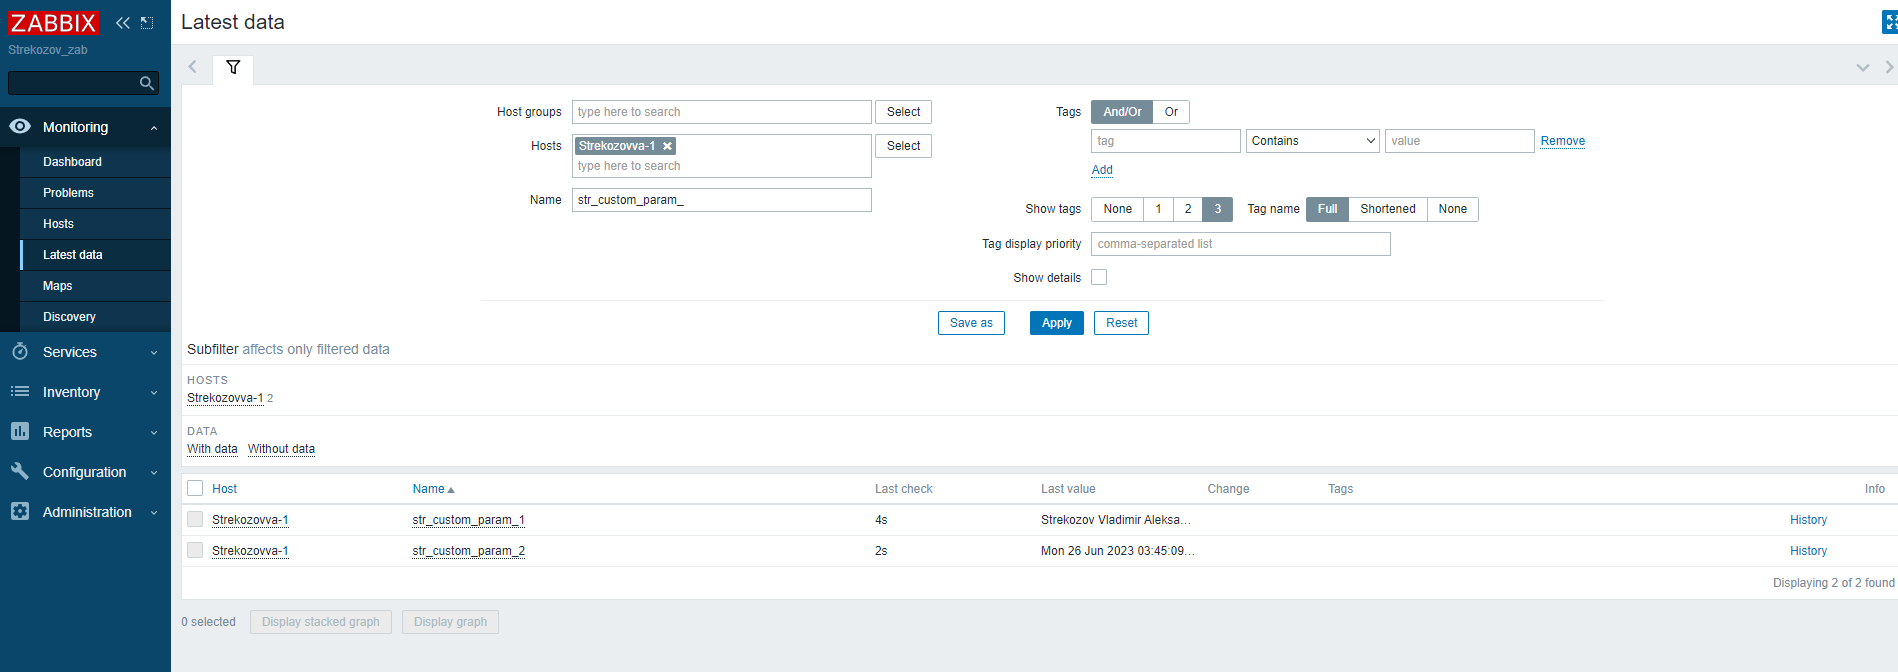 ZABBIX
Strekozov_zab
Monitoring
Dashboard
Problems
Hosts
Latest data
Maps
Discovery
Services
Inventory
Reports
Configuration
Administration
Latest data
Host groups type here to search Select
Hosts Strekozovva-1 Select
type here to search
Name str_custom_param_
Tags And/Or Or
tag Contains value Remove
Add
Show tags None 1 2 3 Tag name Full Shortened None
Tag display priority comma-separated list
Show details
Save as Apply Reset
Subfilter affects only filtered data
HOSTS
Strekozovva-1 2
DATA
With data Without data
Host Name Last check Last value Change Tags Info
Strekozovva-1 str_custom_param_1 4s Strekozov Vladimir Aleksa... History
Strekozovva-1 str_custom_param_2 2s Mon 26 Jun 2023 03:45:09... History
Displaying 2 of 2 found
0 selected Display stacked graph Display graph